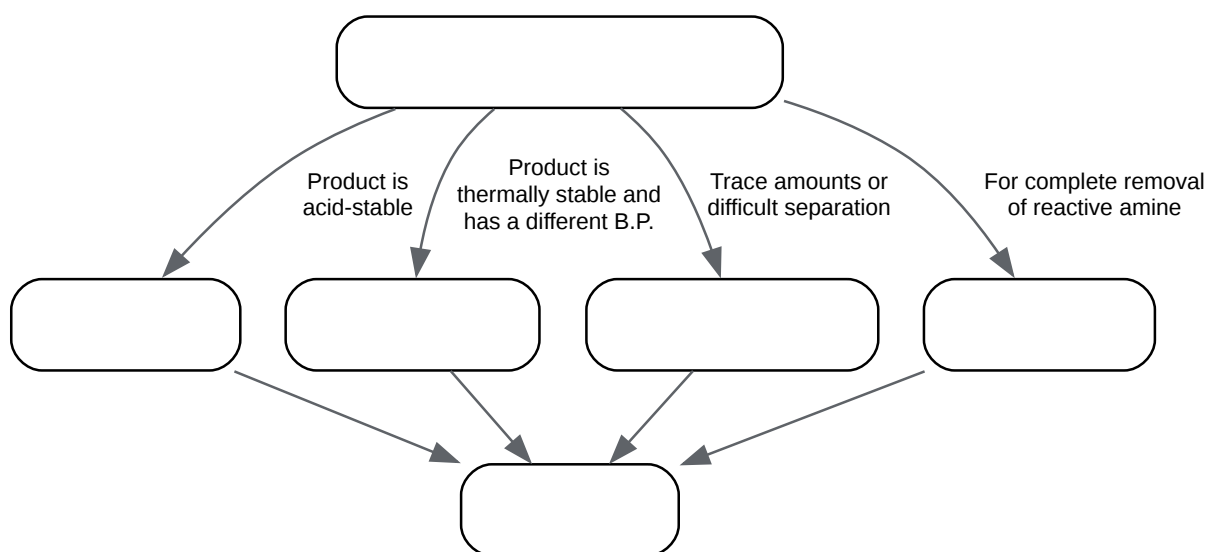 Product is
acid-stable
Product is
thermally stable and
has a different B.P.
Trace amounts or
difficult separation
For complete removal
of reactive amine